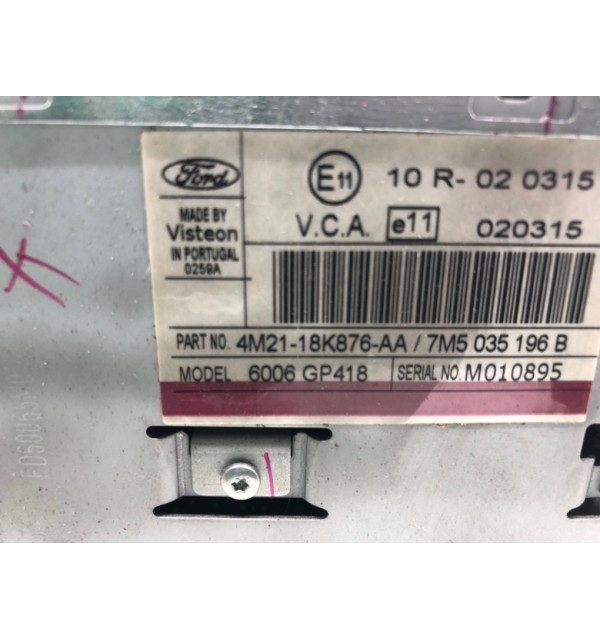 Ford
E11 10 R- 02 0315
MADE BY
Visteon
IN PORTUGAL
0259A
V.C.A. e11 020315
PART NO. 4M21-18K876-AA / 7M5 035 196 B
MODEL 6006 GP418 SERIAL NO. M010895